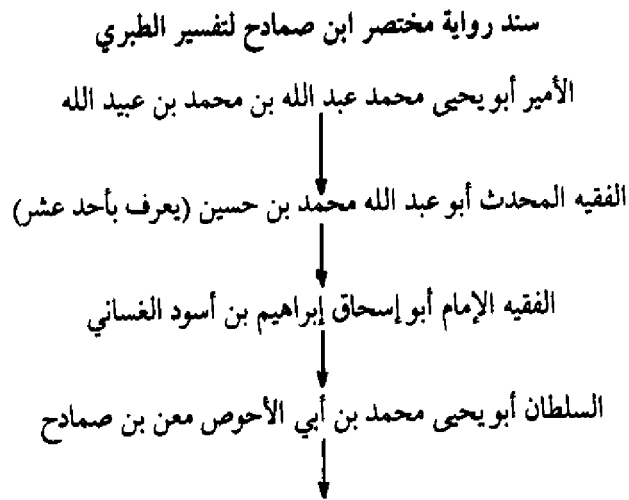 سند رواية مختصر ابن صمادح لتفسير الطبري
الأمير أبو يحيى محمد عبد الله بن محمد بن عبيد الله
الفقيه المحدث أبو عبد الله محمد بن حسين (يعرف بأحد عشر)
الفقيه الإمام أبو إسحاق إبراهيم بن أسود الغساني
السلطان أبو يحيى محمد بن أبي الأحوص معن بن صمادح